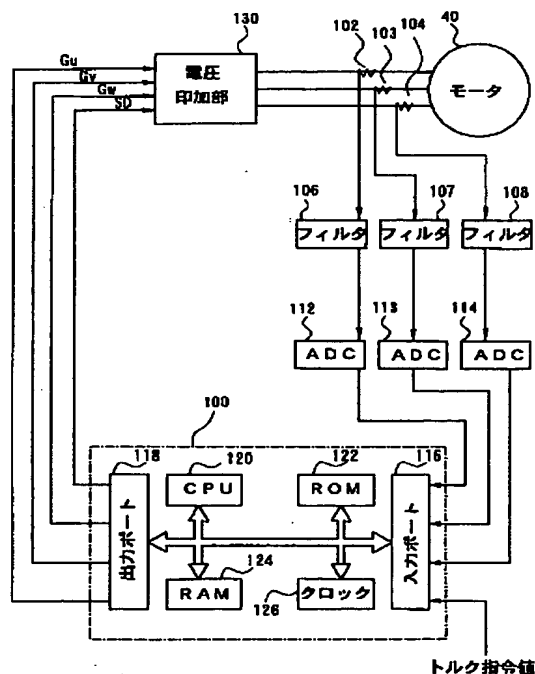 130
102
103
104
40
Gu
Gv
Gw
SD
電圧
印加部
モータ
106
107
108
フィルタ
フィルタ
フィルタ
112
113
114
ADC
ADC
ADC
100
118
120
122
116
CPU
ROM
出力ポート
入力ポート
RAM
124
クロック
126
トルク指令値